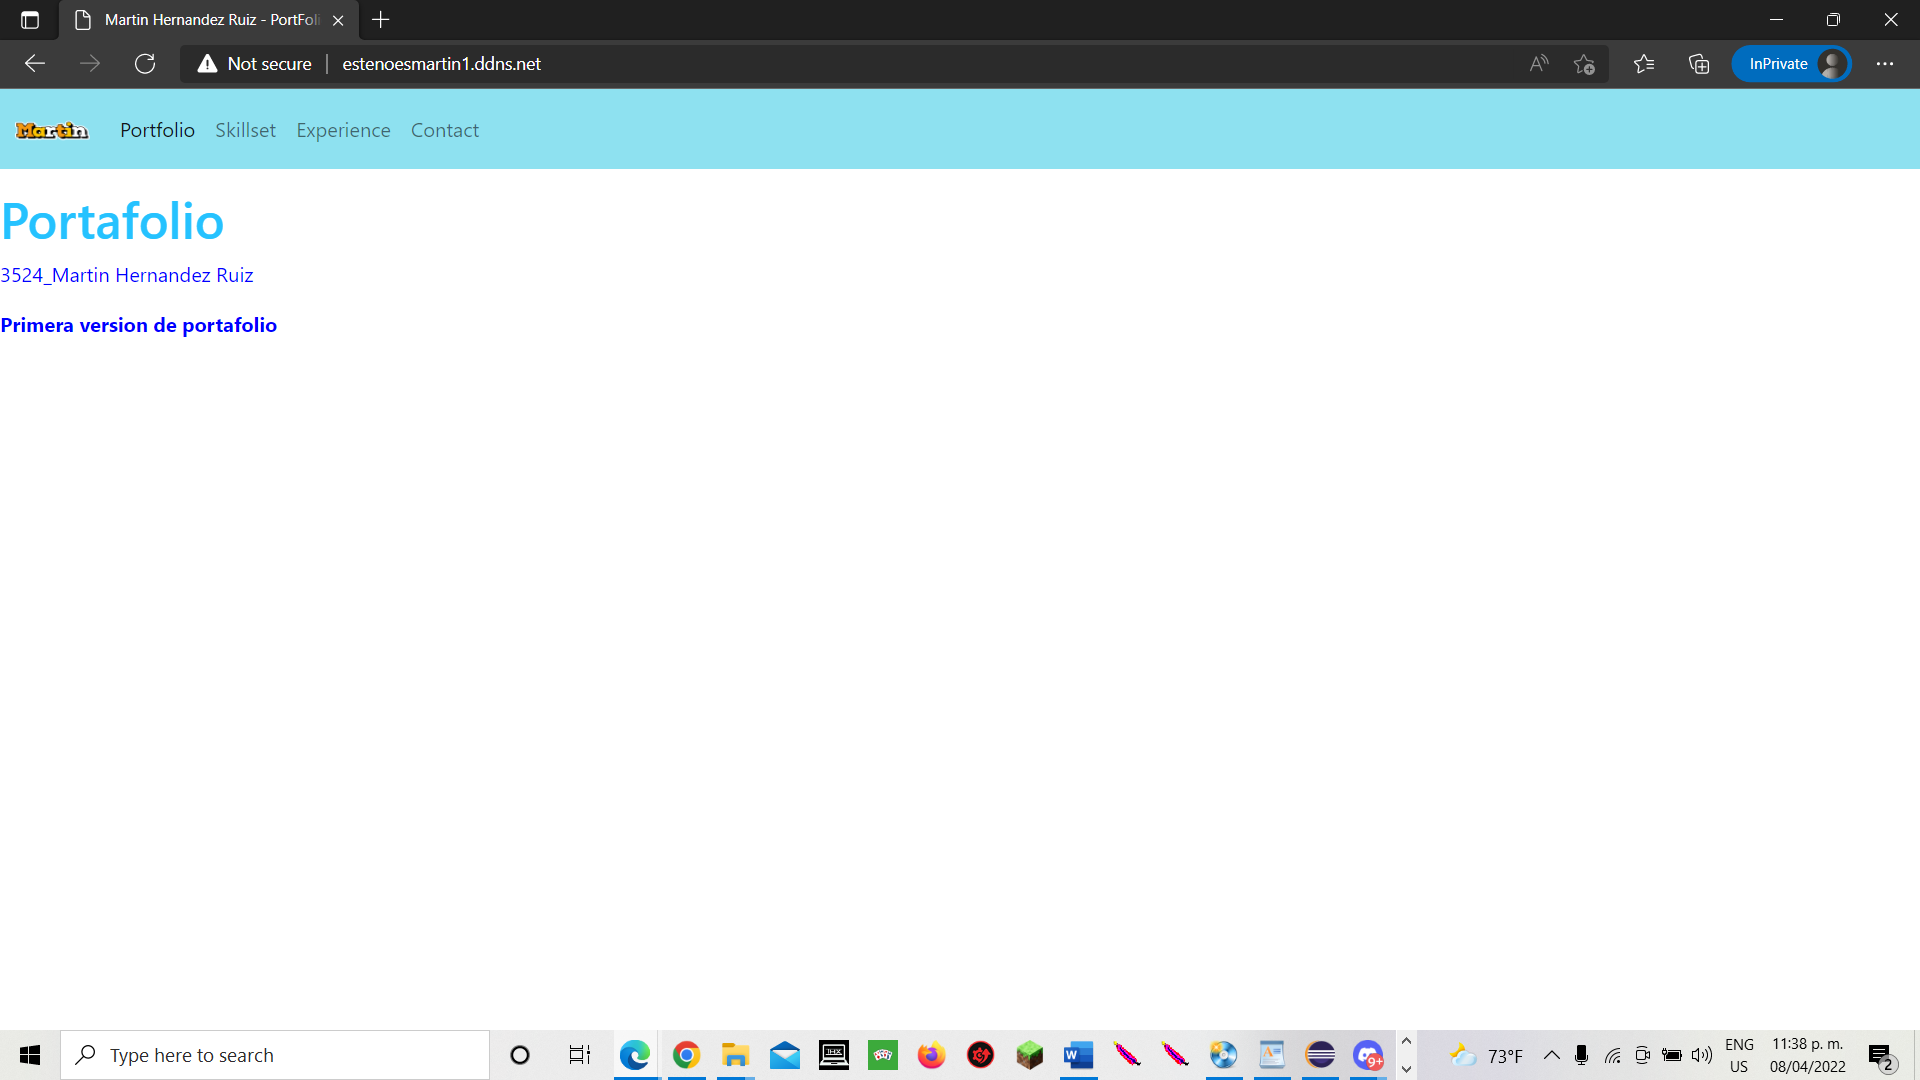 Martin Hernandez Ruiz - PortFoli
Not secure | estenoesmartin1.ddns.net
InPrivate
Martin Portfolio Skillset Experience Contact
Portafolio
3524_Martin Hernandez Ruiz
Primera version de portafolio
Type here to search
W
9+
73°F
ENG
US
11:38 p. m.
08/04/2022
2